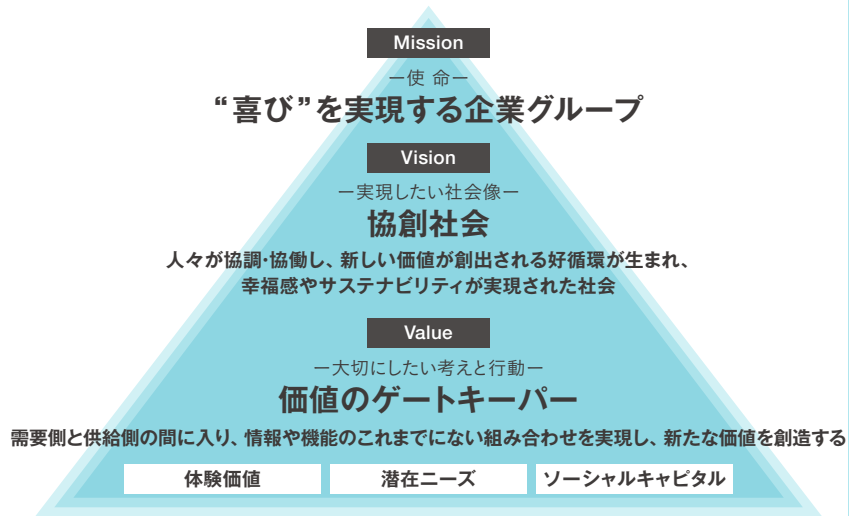 Mission
ー使 命ー
“喜び”を実現する企業グループ
Vision
ー実現したい社会像ー
協創社会
人々が協調・協働し、新しい価値が創出される好循環が生まれ、
幸福感やサステナビリティが実現された社会
Value
ー大切にしたい考えと行動ー
価値のゲートキーパー
需要側と供給側の間に入り、情報や機能のこれまでにない組み合わせを実現し、新たな価値を創造する
体験価値
潜在ニーズ
ソーシャルキャピタル